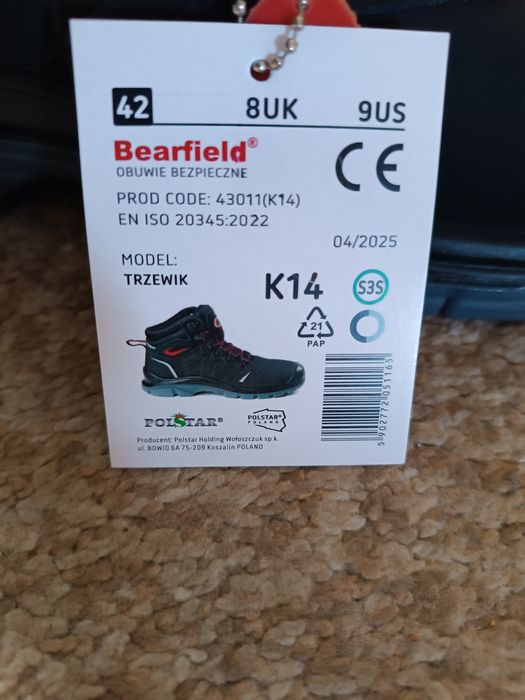 42 8UK 9US
Bearfield®
OBUWIE BEZPIECZNE
CE
PROD CODE: 43011(K14)
EN ISO 20345:2022
04/2025
MODEL:
TRZEWIK
K14 S3S
21
PAP
POLSTAR®
POLSTAR®
POLAND
Producent: Polstar Holding Wołoszczuk sp.k.
ul. BOWID 6A 75-209 Koszalin POLAND
5902772051165